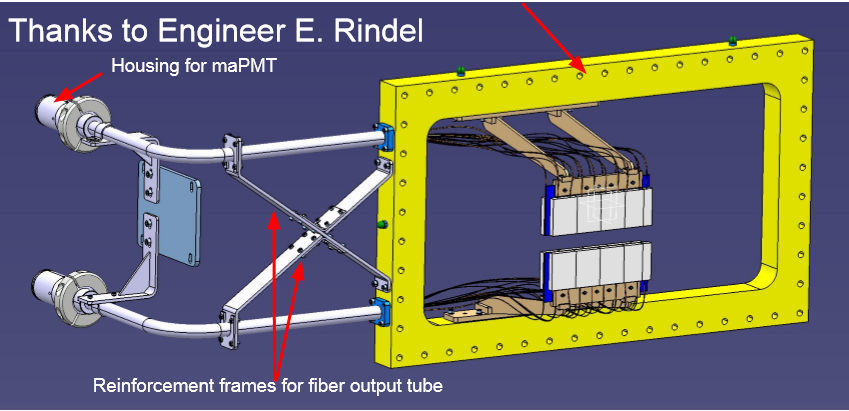 Thanks to Engineer E. Rindel
Housing for maPMT
Reinforcement frames for fiber output tube